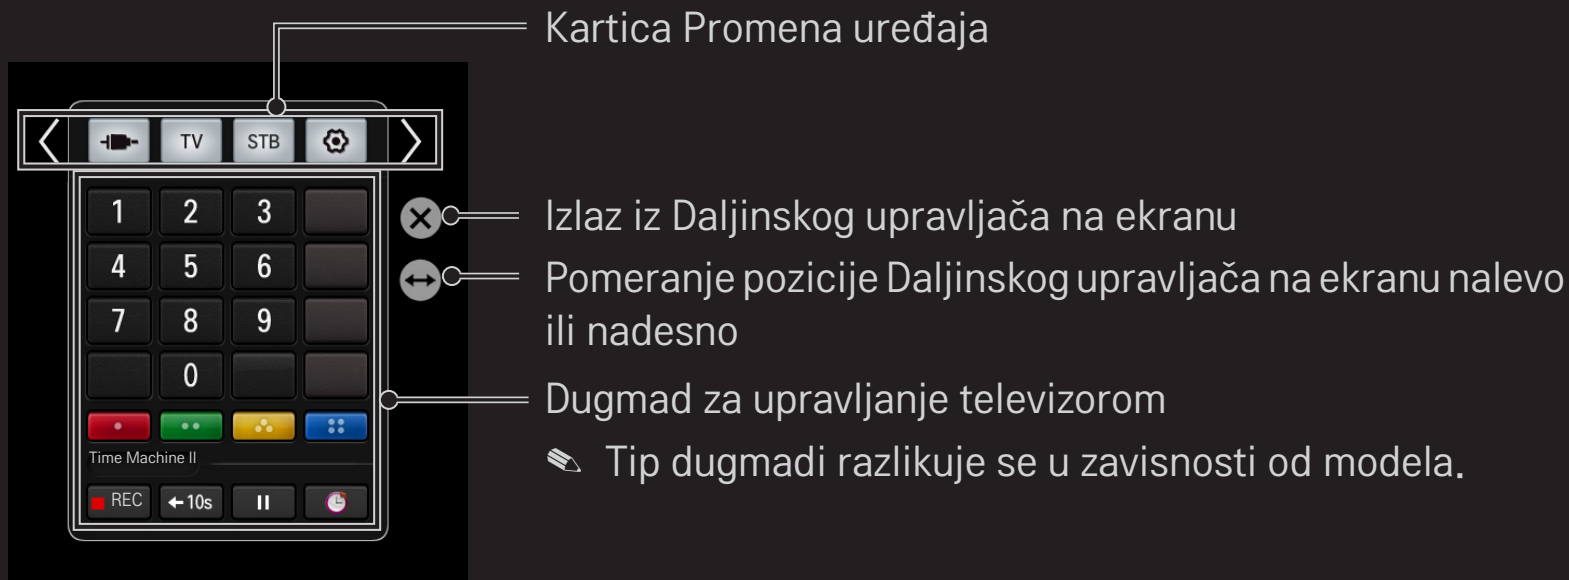 Kartica Promena uređaja
TV STB
1 2 3
Izlaz iz Daljinskog upravljača na ekranu
4 5 6
Pomeranje pozicije Daljinskog upravljača na ekranu nalevo
ili nadesno
7 8 9
0
Dugmad za upravljanje televizorom
✎ Tip dugmadi razlikuje se u zavisnosti od modela.
Time Machine II
REC 10s